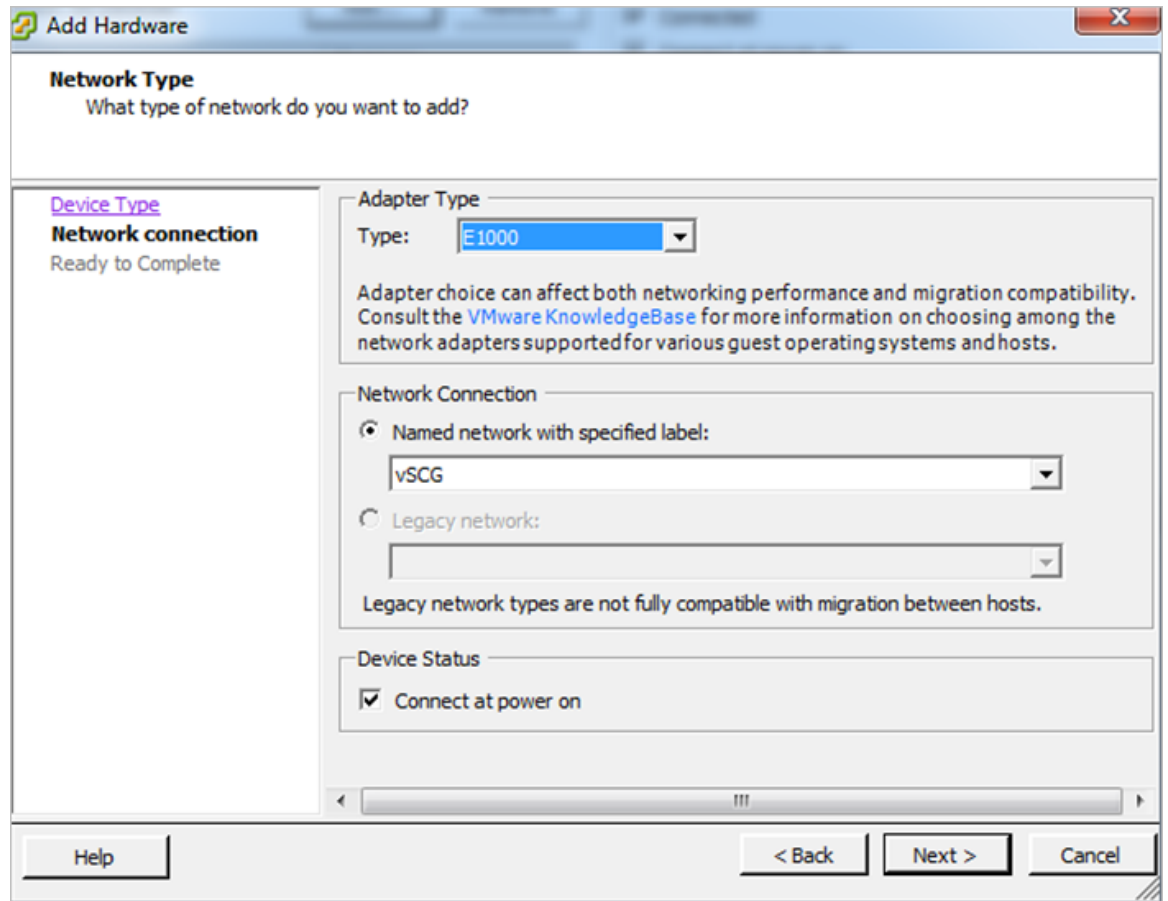 Add Hardware
Connected
Network Type
What type of network do you want to add?
Device Type
Network connection
Ready to Complete
Adapter Type
Type:
E1000
Adapter choice can affect both networking performance and migration compatibility.
Consult the VMware KnowledgeBase for more information on choosing among the
network adapters supported for various guest operating systems and hosts.
Network Connection
Named network with specified label:
vSCG
Legacy network:
Legacy network types are not fully compatible with migration between hosts.
Device Status
Connect at power on
Help
< Back
Next >
Cancel